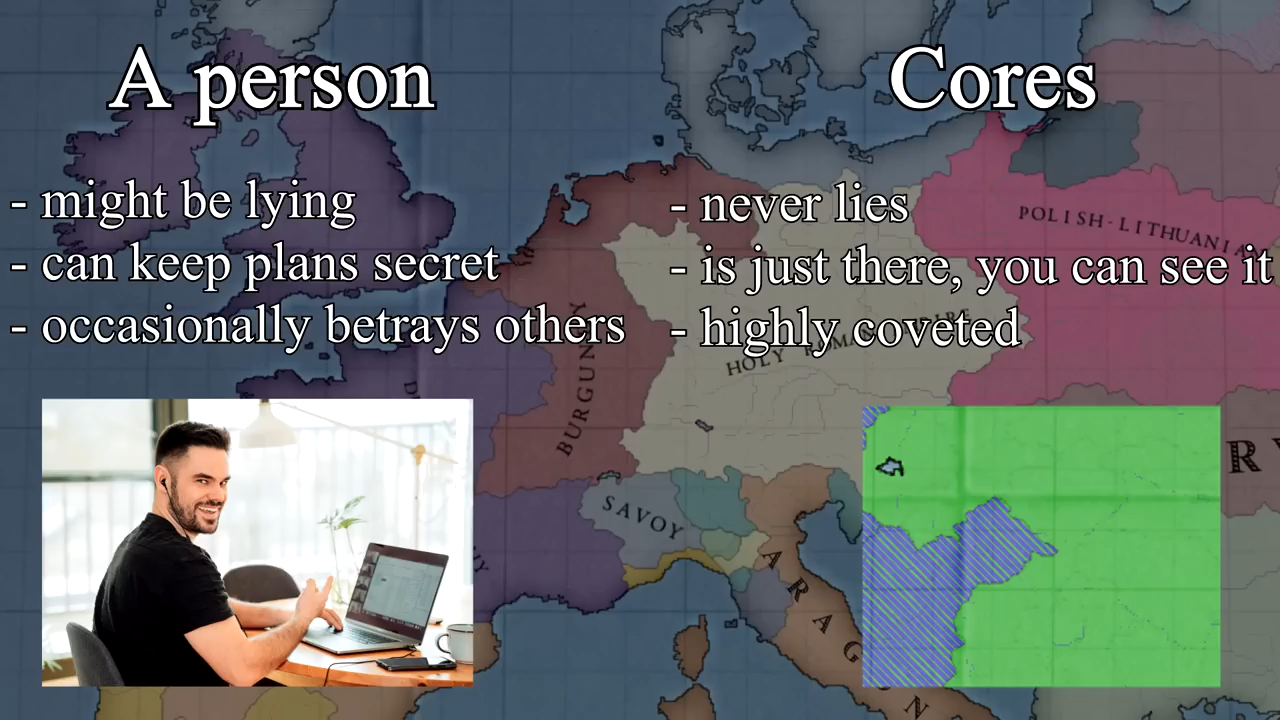 A person
- might be lying
- can keep plans secret
- occasionally betrays others
Cores
- never lies
- is just there, you can see it
- highly coveted
POLISH-LITHUANIA
BURGUNDY
HOLY ROMAN EMPIRE
SAVOY
ARAGON